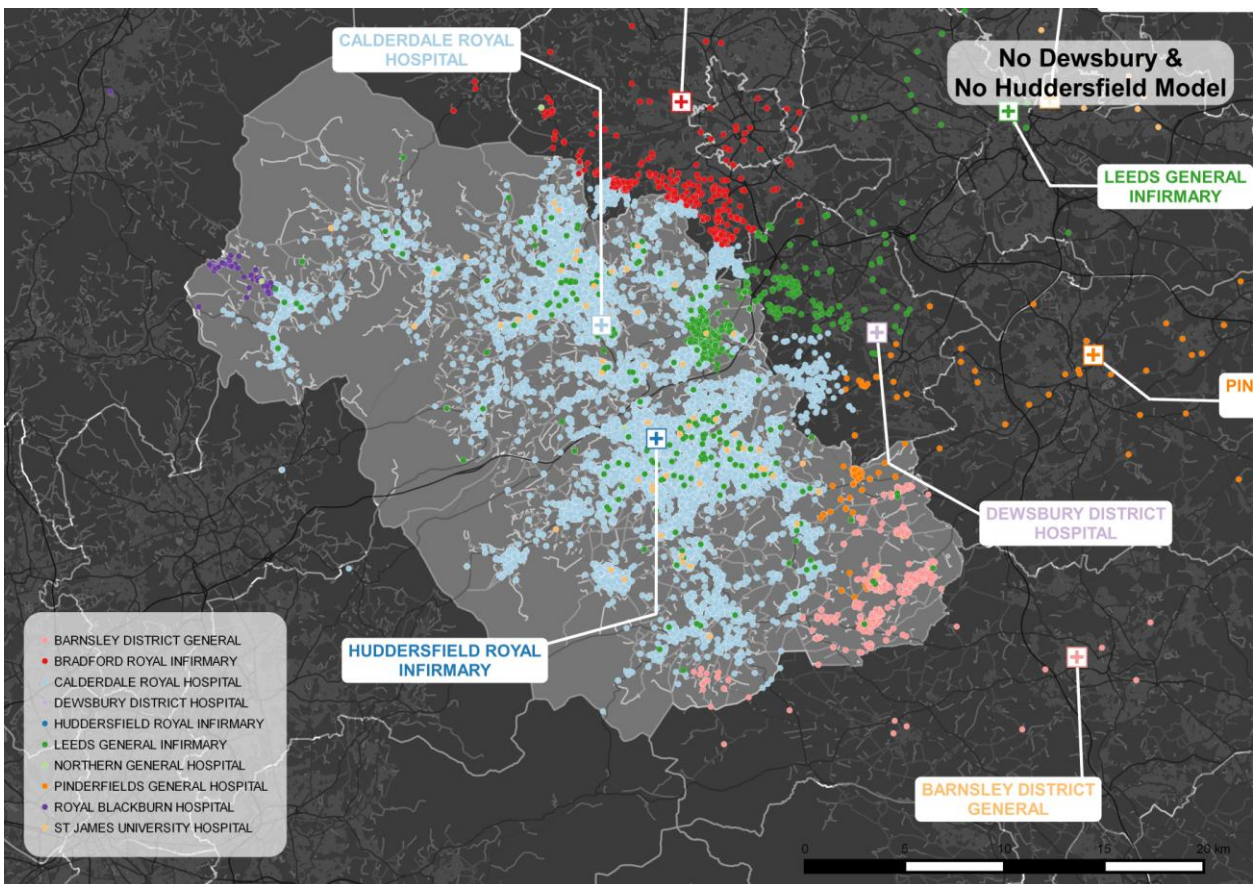 CALDERDALE ROYAL
HOSPITAL
No Dewsbury &
No Huddersfield Model
LEEDS GENERAL
INFIRMARY
PIN
DEWSBURY DISTRICT
HOSPITAL
HUDDERSFIELD ROYAL
INFIRMARY
BARNSLEY DISTRICT
GENERAL
BARNSLEY DISTRICT GENERAL
BRADFORD ROYAL INFIRMARY
CALDERDALE ROYAL HOSPITAL
DEWSBURY DISTRICT HOSPITAL
HUDDERSFIELD ROYAL INFIRMARY
LEEDS GENERAL INFIRMARY
NORTHERN GENERAL HOSPITAL
PINDERFIELDS GENERAL HOSPITAL
ROYAL BLACKBURN HOSPITAL
ST JAMES UNIVERSITY HOSPITAL
0 5 10 15 20 km